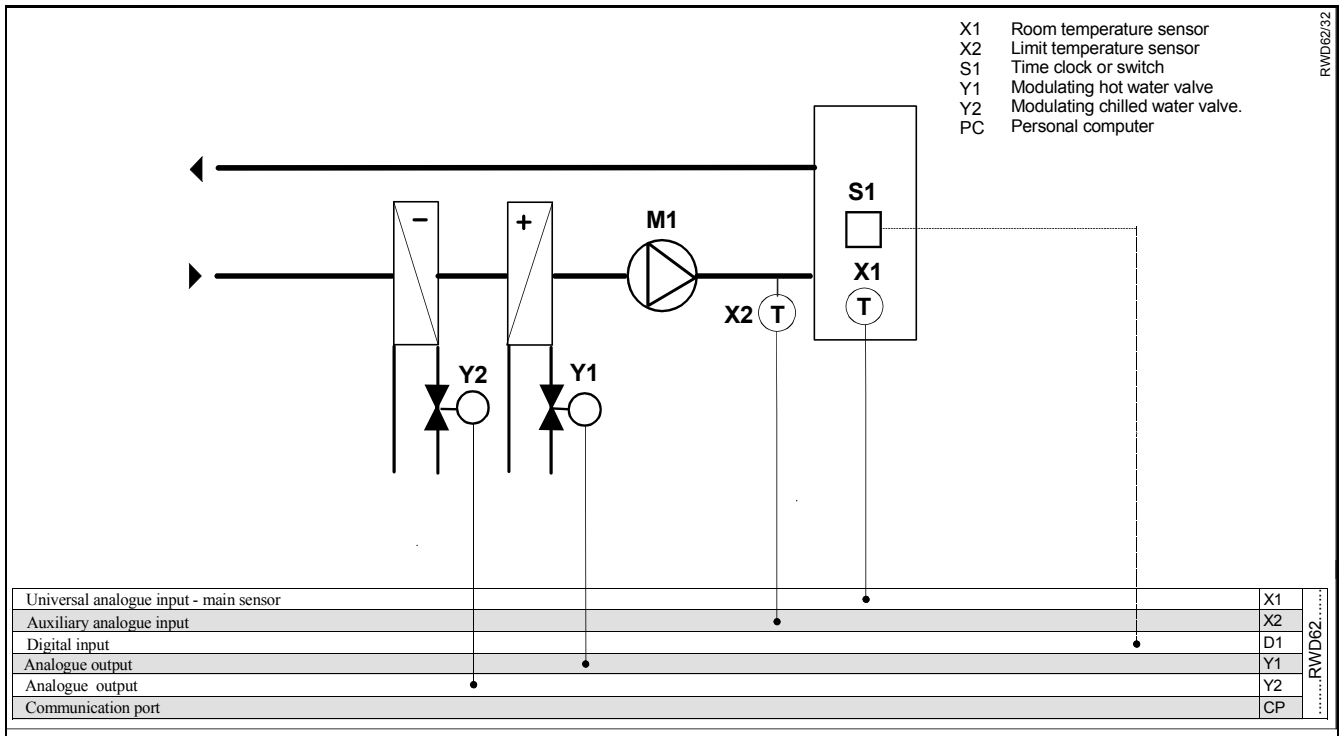 X1 Room temperature sensor
X2 Limit temperature sensor
S1 Time clock or switch
Y1 Modulating hot water valve
Y2 Modulating chilled water valve.
PC Personal computer
RWD62/32
S1
M1
X1
T
X2 T
− +
Y2 Y1
Universal analogue input - main sensor X1
Auxiliary analogue input X2
Digital input D1
Analogue output Y1
Analogue output Y2
Communication port CP
........RWD62........